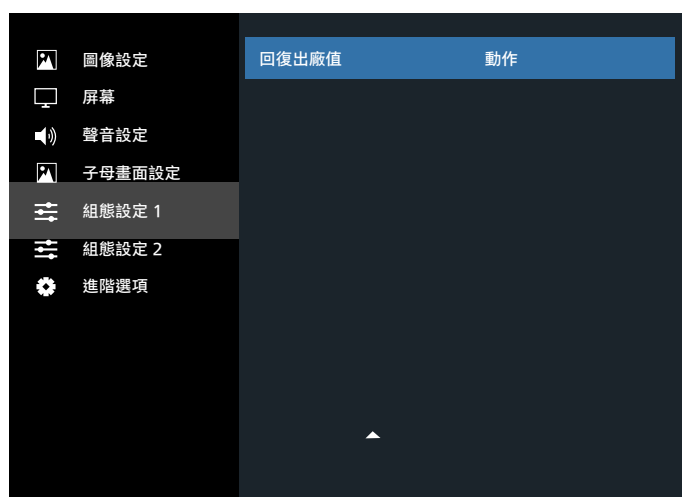 圖像設定
回復出廠值 動作
屏幕
聲音設定
子母畫面設定
組態設定 1
組態設定 2
進階選項